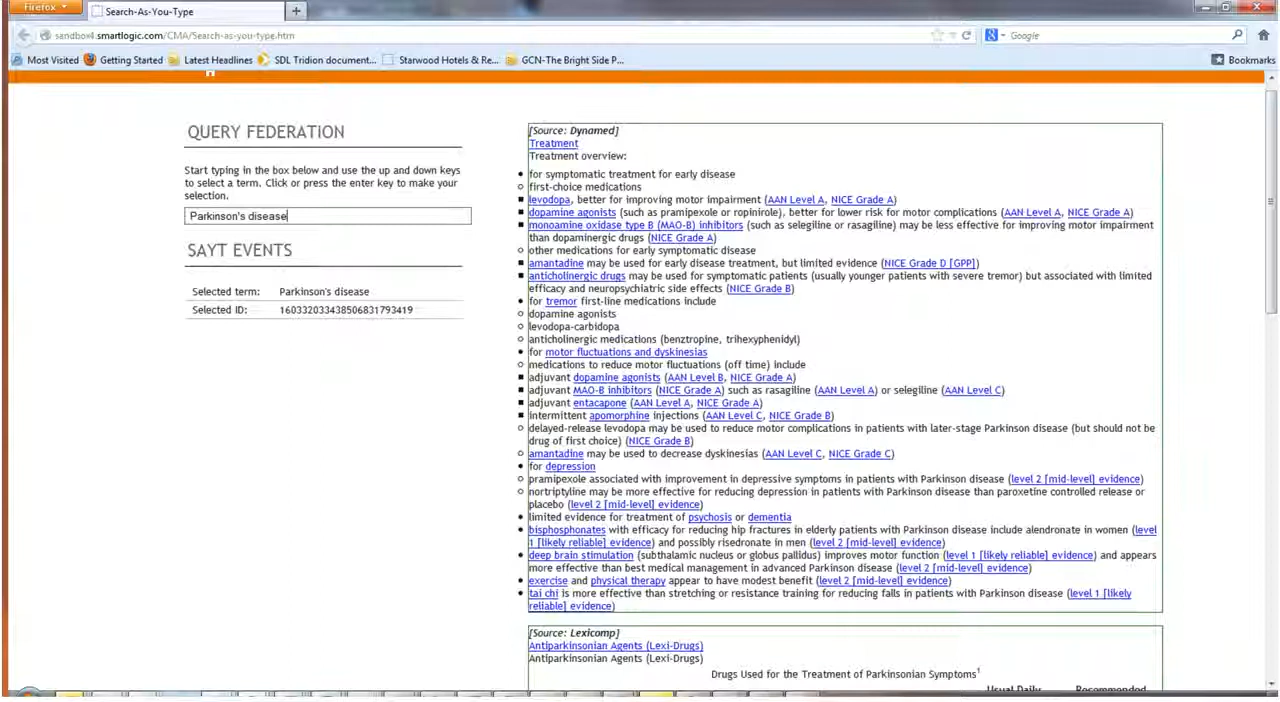 Firefox
Search-As-You-Type
sandbox4.smartlogic.com/CMA/Search-as-you-type.htm
Google
Most Visited
Getting Started
Latest Headlines
SDL Tridion document...
Starwood Hotels & Re...
GCN-The Bright Side P...
Bookmarks
QUERY FEDERATION
Start typing in the box below and use the up and down keys
to select a term. Click or press the enter key to make your
selection.
Parkinson's disease
SAYT EVENTS
Selected term: Parkinson's disease
Selected ID: 160332033438506831793419
[Source: Dynamed]
Treatment
Treatment overview:
for symptomatic treatment for early disease
first-choice medications
levodopa, better for improving motor impairment (AAN Level A, NICE Grade A)
dopamine agonists (such as pramipexole or ropinirole), better for lower risk for motor complications (AAN Level A, NICE Grade A)
monoamine oxidase type B (MAO-B) inhibitors (such as selegiline or rasagiline) may be less effective for improving motor impairment
than dopaminergic drugs (NICE Grade A)
other medications for early symptomatic disease
amantadine may be used for early disease treatment, but limited evidence (NICE Grade D [GPP])
anticholinergic drugs may be used for symptomatic patients (usually younger patients with severe tremor) but associated with limited
efficacy and neuropsychiatric side effects (NICE Grade B)
for tremor first-line medications include
dopamine agonists
levodopa-carbidopa
anticholinergic medications (benztropine, trihexyphenidyl)
for motor fluctuations and dyskinesias
medications to reduce motor fluctuations (off time) include
adjuvant dopamine agonists (AAN Level B, NICE Grade A)
adjuvant MAO-B inhibitors (NICE Grade A) such as rasagiline (AAN Level A) or selegiline (AAN Level C)
adjuvant entacapone (AAN Level A, NICE Grade A)
intermittent apomorphine injections (AAN Level C, NICE Grade B)
delayed-release levodopa may be used to reduce motor complications in patients with later-stage Parkinson disease (but should not be
drug of first choice) (NICE Grade B)
amantadine may be used to decrease dyskinesias (AAN Level C, NICE Grade C)
for depression
pramipexole associated with improvement in depressive symptoms in patients with Parkinson disease (level 2 [mid-level] evidence)
nortriptyline may be more effective for reducing depression in patients with Parkinson disease than paroxetine controlled release or
placebo (level 2 [mid-level] evidence)
limited evidence for treatment of psychosis or dementia
bisphosphonates with efficacy for reducing hip fractures in elderly patients with Parkinson disease include alendronate in women (level
1 [likely reliable] evidence) and possibly risedronate in men (level 2 [mid-level] evidence)
deep brain stimulation (subthalamic nucleus or globus pallidus) improves motor function (level 1 [likely reliable] evidence) and appears
more effective than best medical management in advanced Parkinson disease (level 2 [mid-level] evidence)
exercise and physical therapy appear to have modest benefit (level 2 [mid-level] evidence)
tai chi is more effective than stretching or resistance training for reducing falls in patients with Parkinson disease (level 1 [likely
reliable] evidence)
[Source: Lexicomp]
Antiparkinsonian Agents (Lexi-Drugs)
Antiparkinsonian Agents (Lexi-Drugs)
Drugs Used for the Treatment of Parkinsonian Symptoms1
Usual Daily Recommended